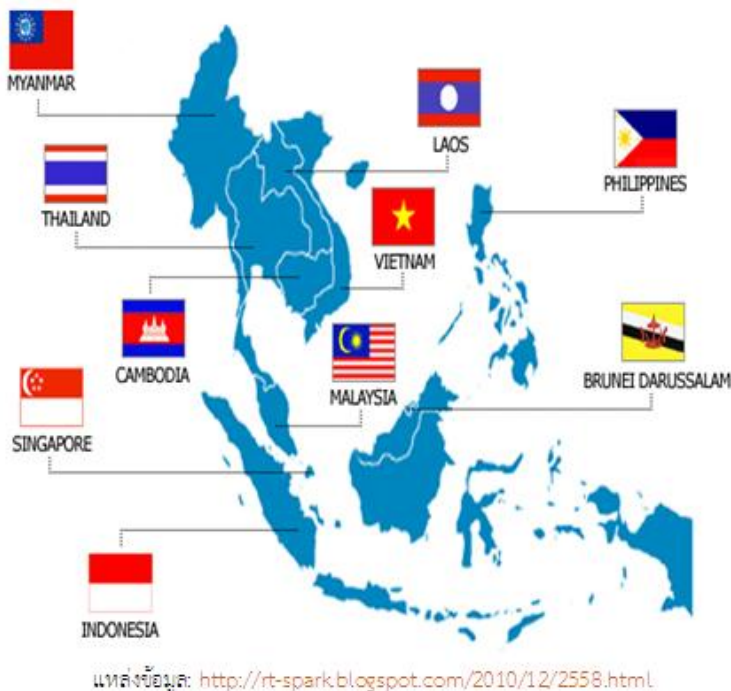 MYANMAR
LAOS
PHILIPPINES
THAILAND
VIETNAM
CAMBODIA
MALAYSIA
BRUNEI DARUSSALAM
SINGAPORE
INDONESIA
แหล่งข้อมูล: http://rt-spark.blogspot.com/2010/12/2558.html